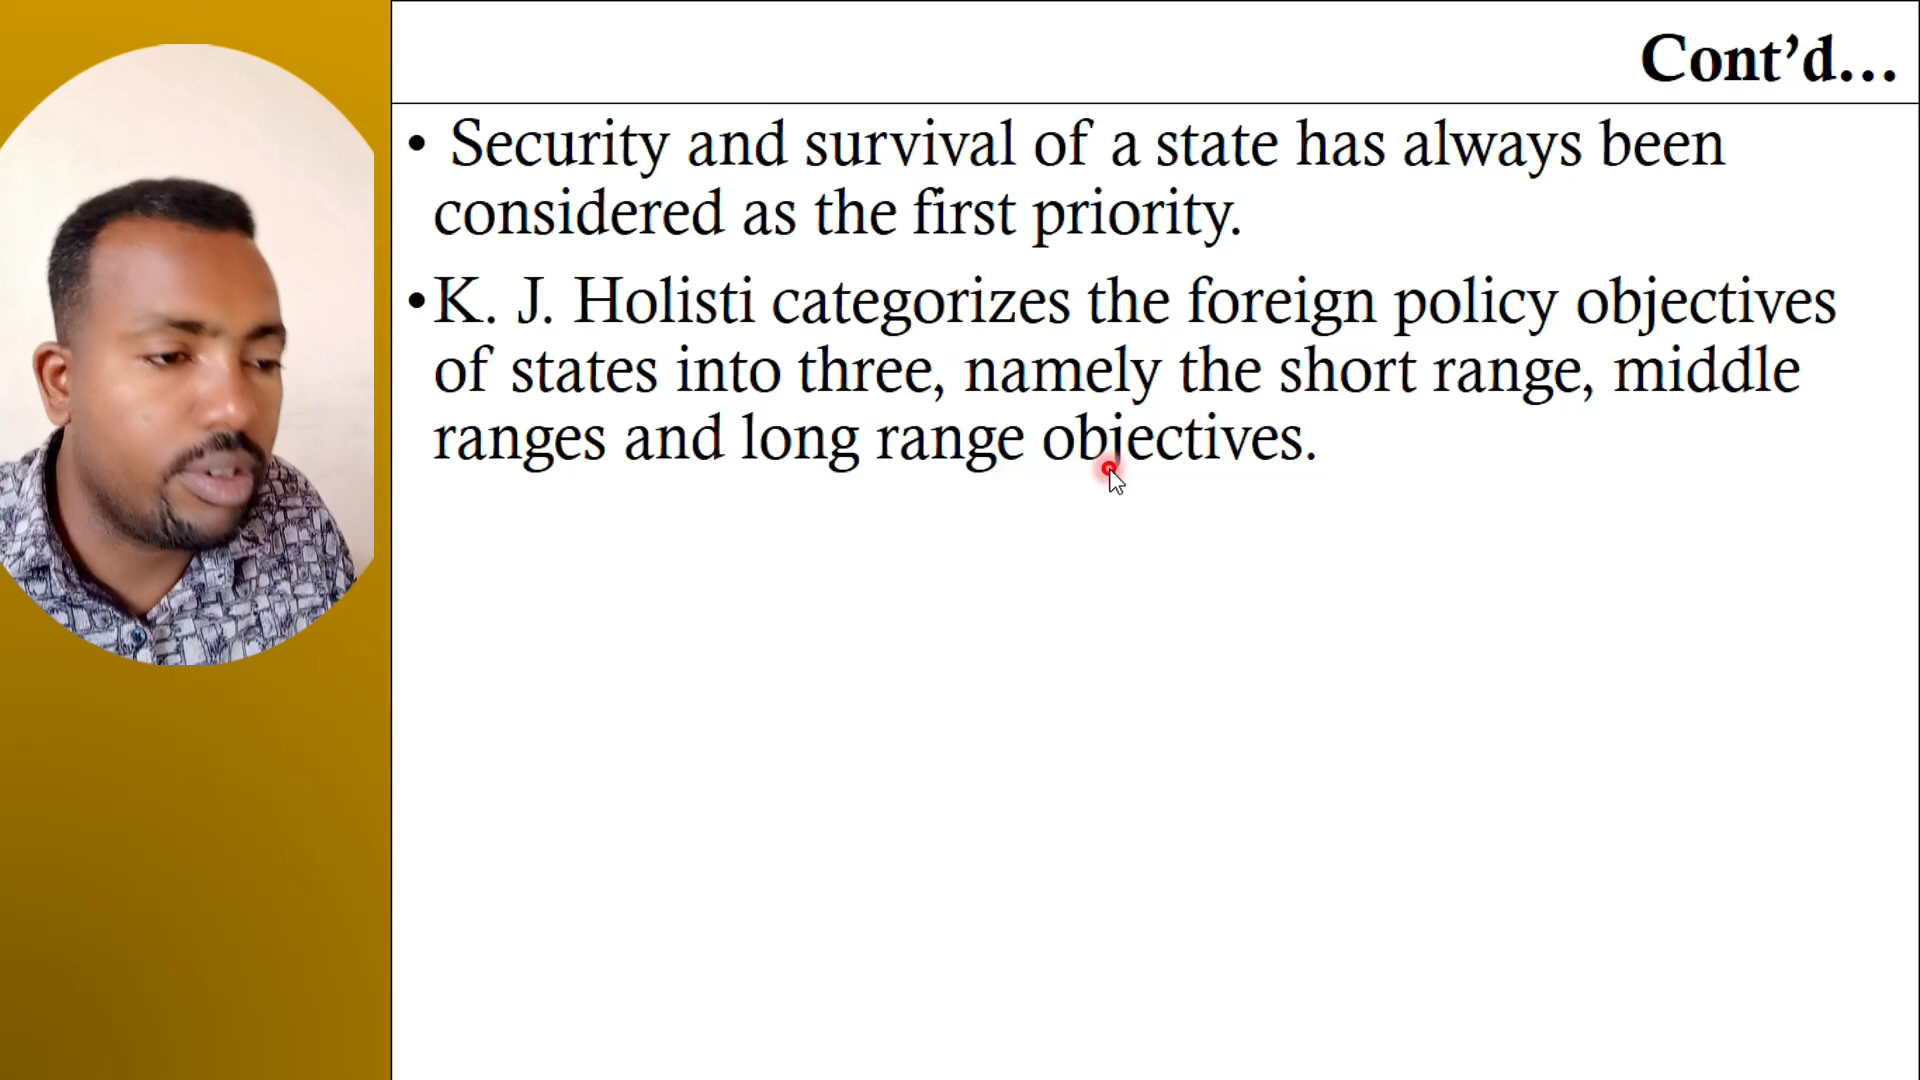 Cont’d...
• Security and survival of a state has always been
considered as the first priority.
•K. J. Holisti categorizes the foreign policy objectives
of states into three, namely the short range, middle
ranges and long range objectives.